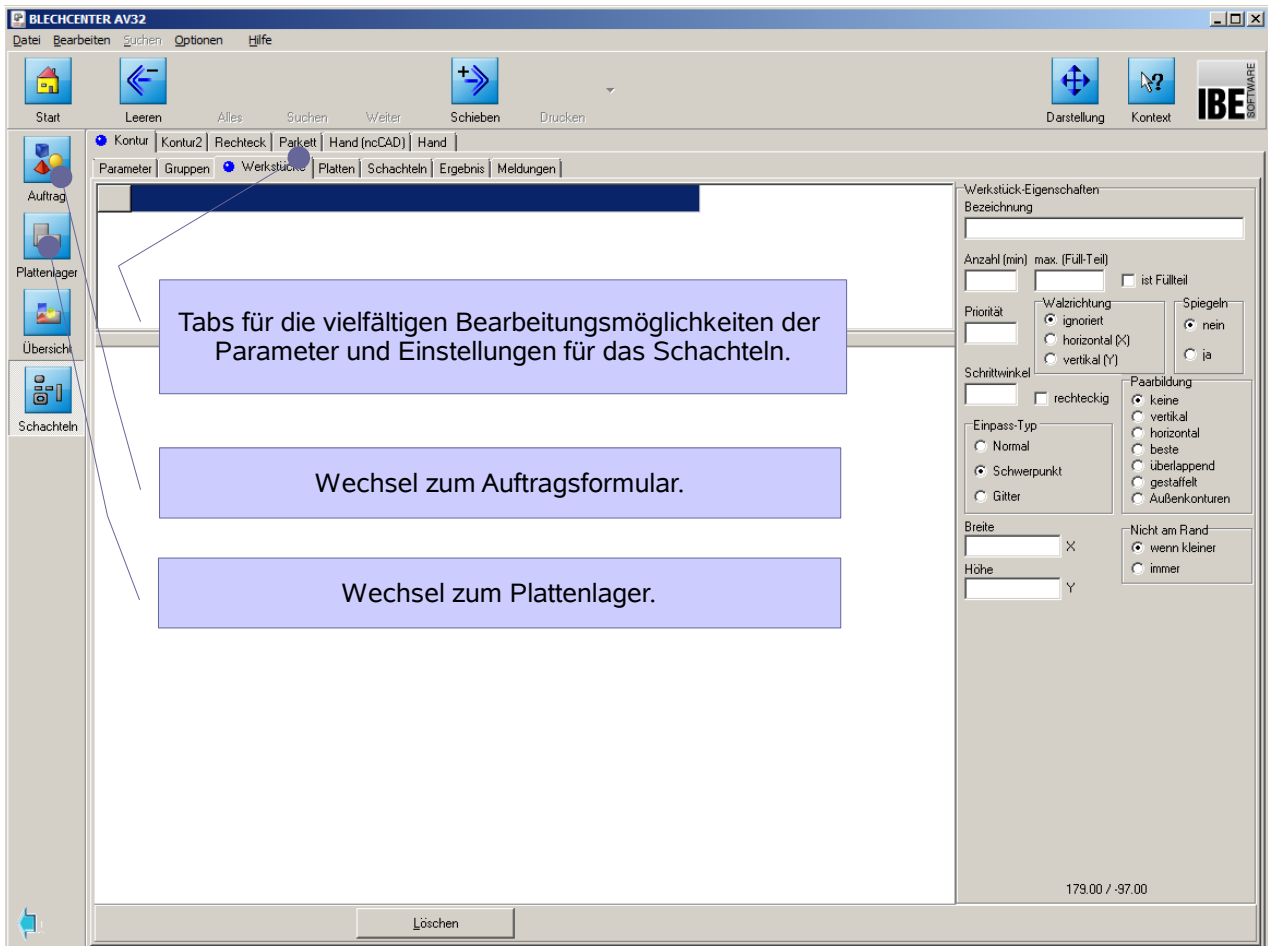 BLECHCENTER AV32
Datei Bearbeiten Suchen Optionen Hilfe
Start Leeren Alles Suchen Weiter Schieben Drucken Darstellung Kontext IBE SOFTWARE
Kontur Kontur2 Rechteck Parkett Hand (ncCAD) Hand
Parameter Gruppen Werkstücke Platten Schachteln Ergebnis Meldungen
Auftrag
Plattenlager
Übersicht
Schachteln
Tabs für die vielfältigen Bearbeitungsmöglichkeiten der
Parameter und Einstellungen für das Schachteln.
Wechsel zum Auftragsformular.
Wechsel zum Plattenlager.
Werkstück-Eigenschaften
Bezeichnung
Anzahl (min) max. (Füll-Teil)
ist Füllteil
Priorität
Walzrichtung
ignoriert
horizontal (X)
vertikal (Y)
Spiegeln
nein
ja
Schrittwinkel
rechteckig
Paarbildung
keine
vertikal
horizontal
beste
überlappend
gestaffelt
Außenkonturen
Einpass-Typ
Normal
Schwerpunkt
Gitter
Breite
X
Höhe
Y
Nicht am Rand
wenn kleiner
immer
179.00 / -97.00
Löschen